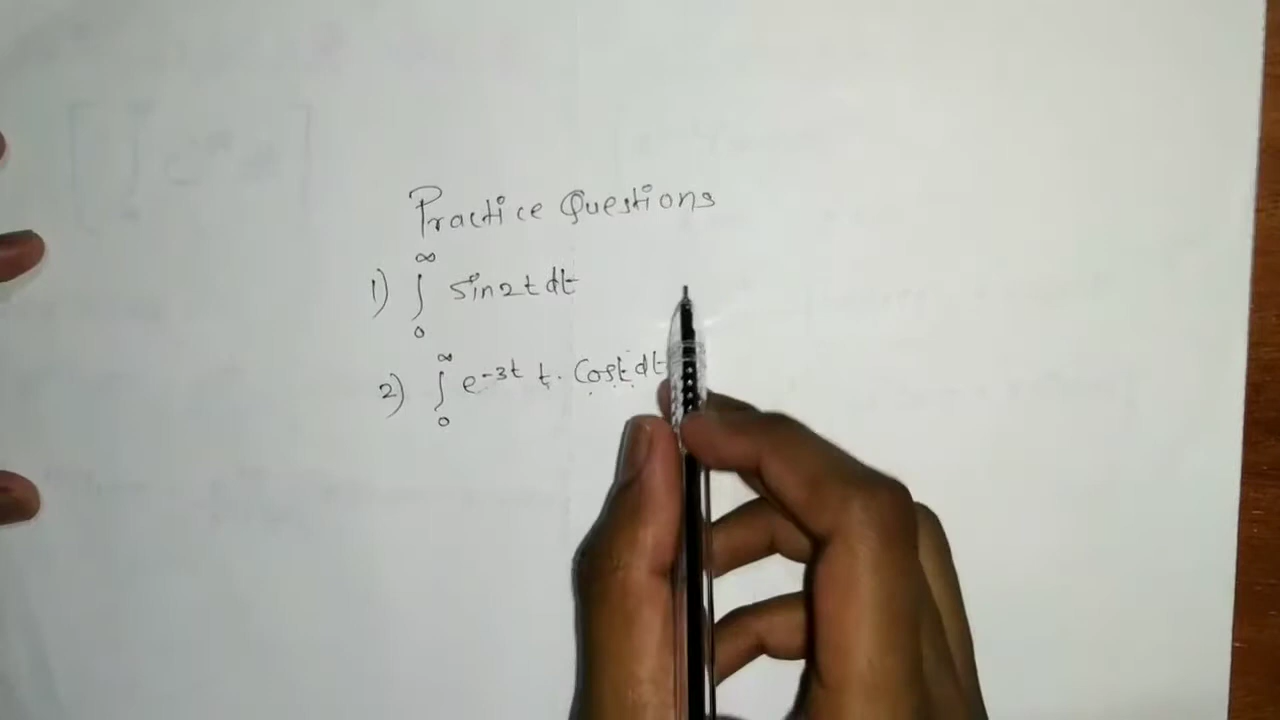 Practice Questions
1) ∫₀^∞ sin2t dt
2) ∫₀^∞ e^-3t t. Cost dt